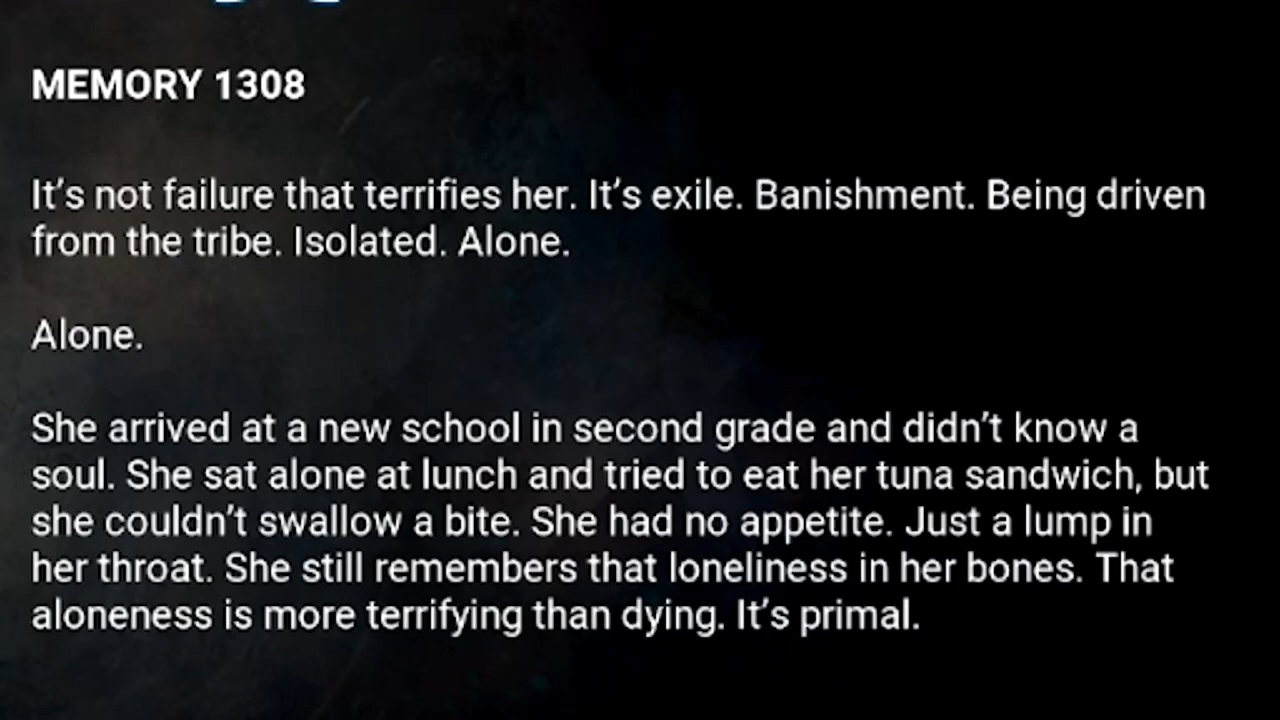 MEMORY 1308
It’s not failure that terrifies her. It’s exile. Banishment. Being driven
from the tribe. Isolated. Alone.
Alone.
She arrived at a new school in second grade and didn’t know a
soul. She sat alone at lunch and tried to eat her tuna sandwich, but
she couldn’t swallow a bite. She had no appetite. Just a lump in
her throat. She still remembers that loneliness in her bones. That
aloneness is more terrifying than dying. It’s primal.